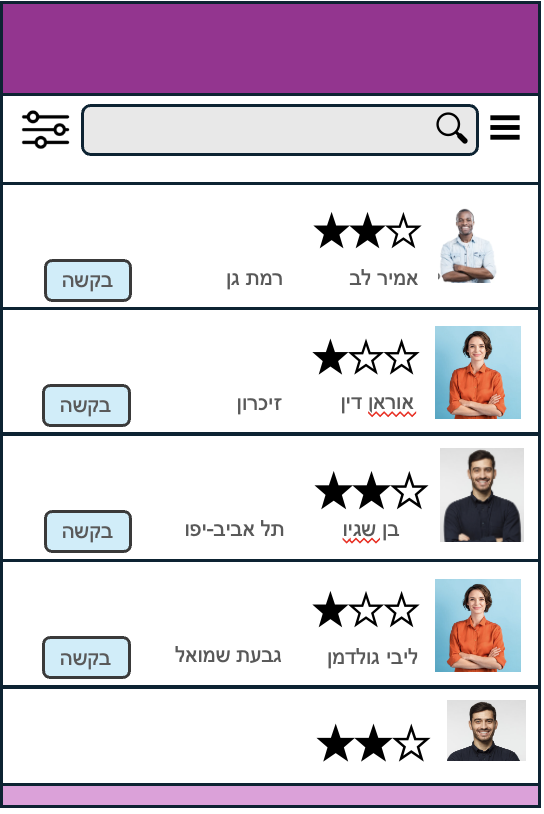 אמיר לב רמת גן בקשה
אוראן דין זיכרון בקשה
בן שגיו תל אביב-יפו בקשה
ליבי גולדמן גבעת שמואל בקשה